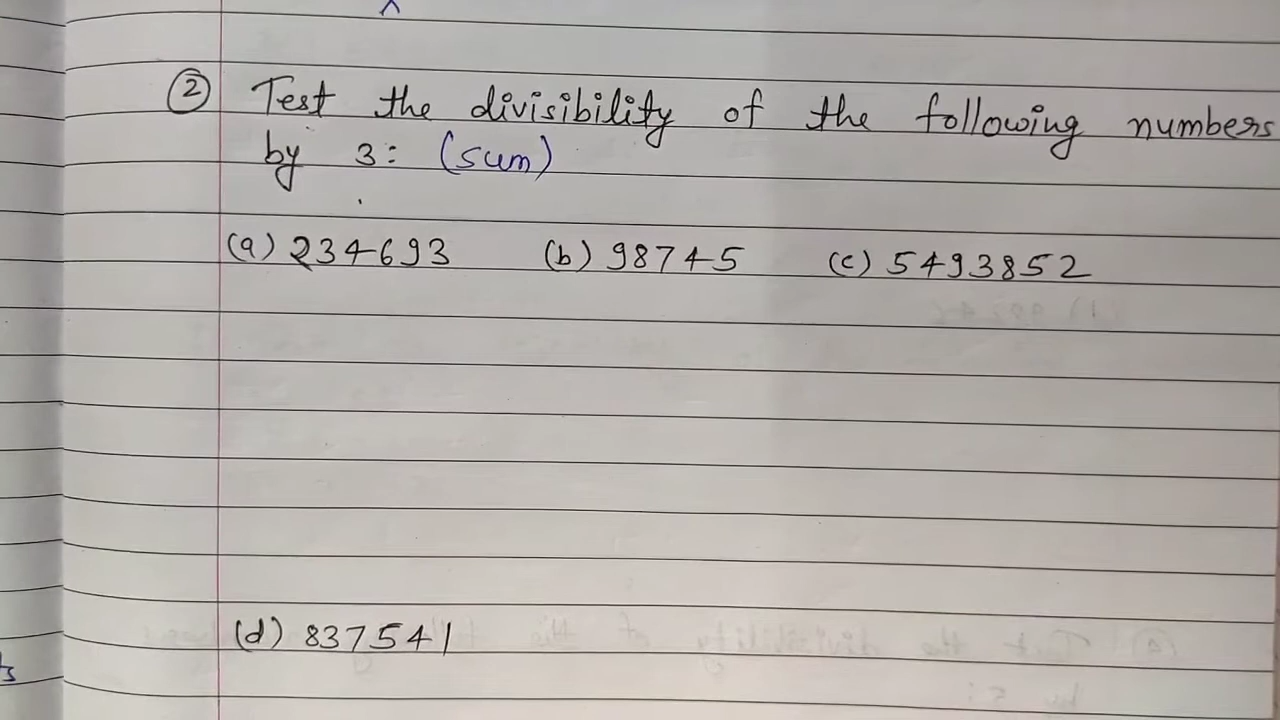 ② Test the divisibility of the following numbers
by 3: (sum)
(a) 234693 (b) 98745 (c) 5493852
(d) 837541